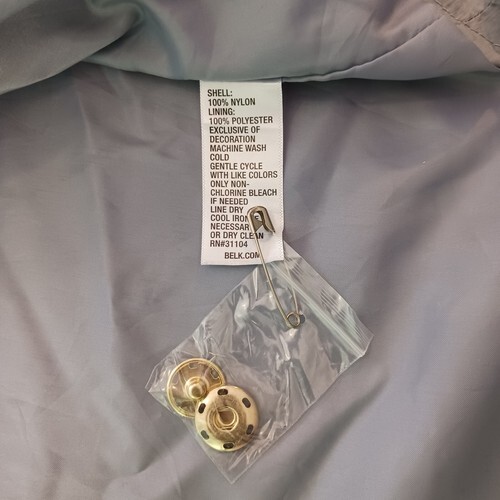 SHELL:
100% NYLON
LINING:
100% POLYESTER
EXCLUSIVE OF
DECORATION
MACHINE WASH
COLD
GENTLE CYCLE
WITH LIKE COLORS
ONLY NON-
CHLORINE BLEACH
IF NEEDED
LINE DRY
COOL IRON
NECESSAR
OR DRY CLEAN
RN#31104
BELK.COM